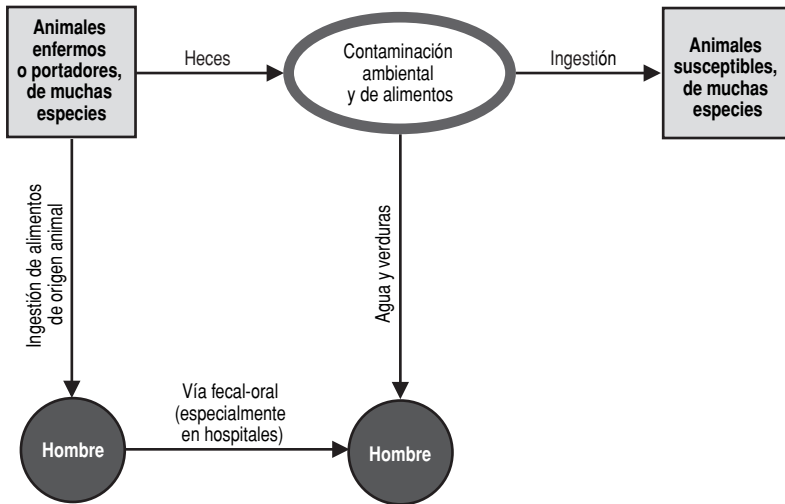 Animales
enfermos
o portadores,
de muchas
especies
Heces
Contaminación
ambiental
y de alimentos
Ingestión
Animales
susceptibles,
de muchas
especies
Ingestión de alimentos
de origen animal
Agua y verduras
Hombre
Vía fecal-oral
(especialmente
en hospitales)
Hombre